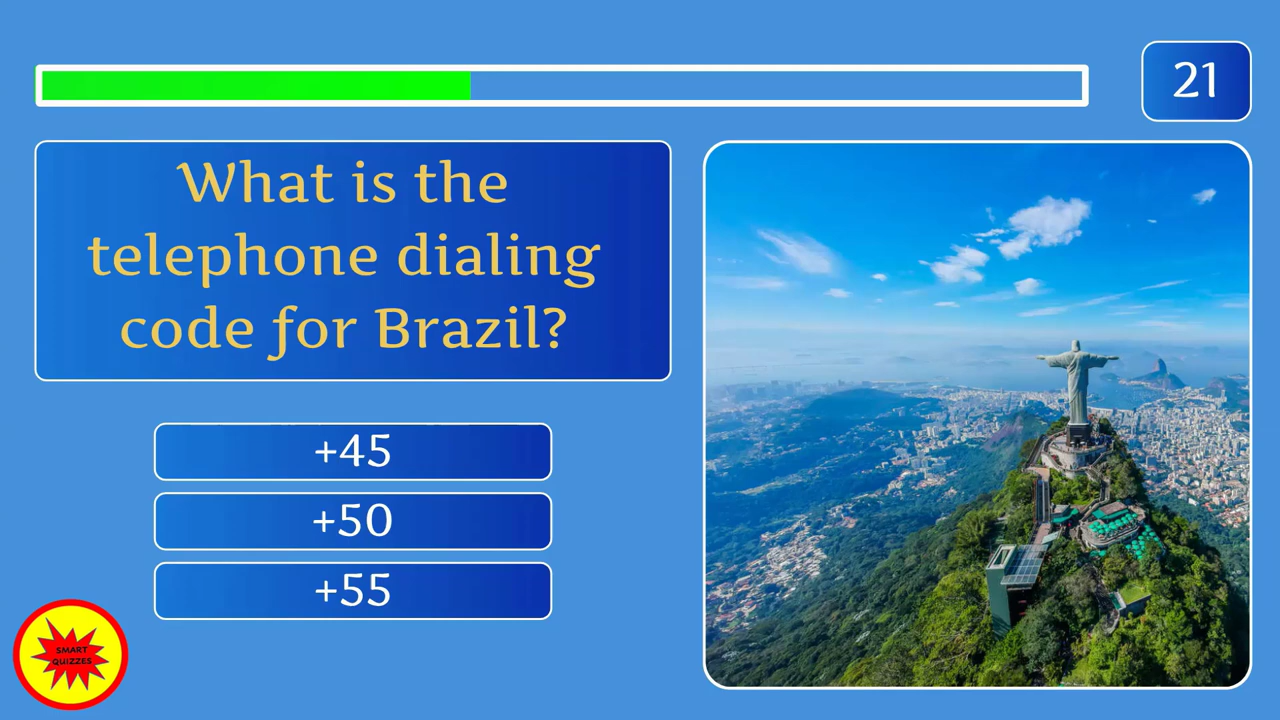 21
What is the
telephone dialing
code for Brazil?
+45
+50
+55
SMART
QUIZZES